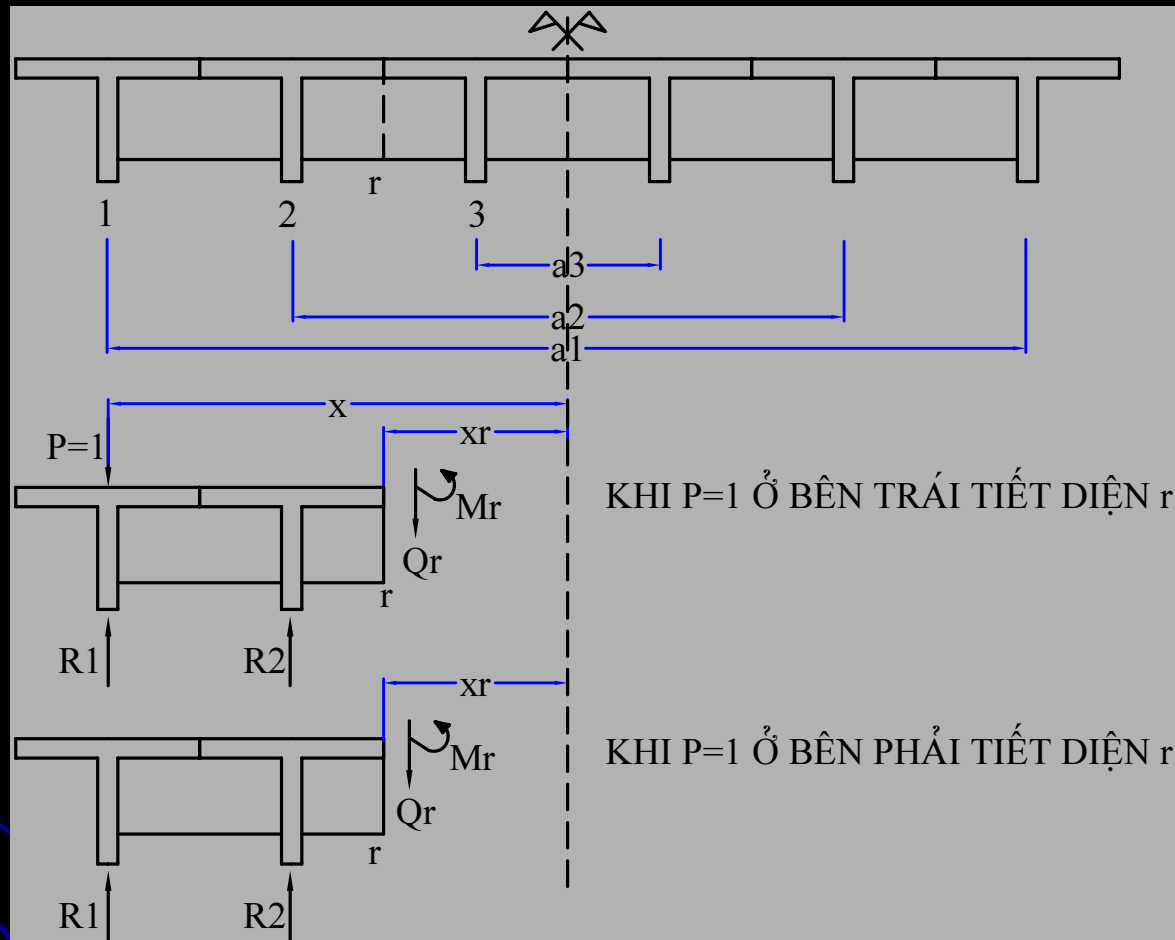 r
1 2 3
a3
a2
a1
x
P=1
xr
Mr
KHI P=1 Ở BÊN TRÁI TIẾT DIỆN r
Qr
r
R1 R2
xr
Mr
KHI P=1 Ở BÊN PHẢI TIẾT DIỆN r
Qr
r
R1 R2